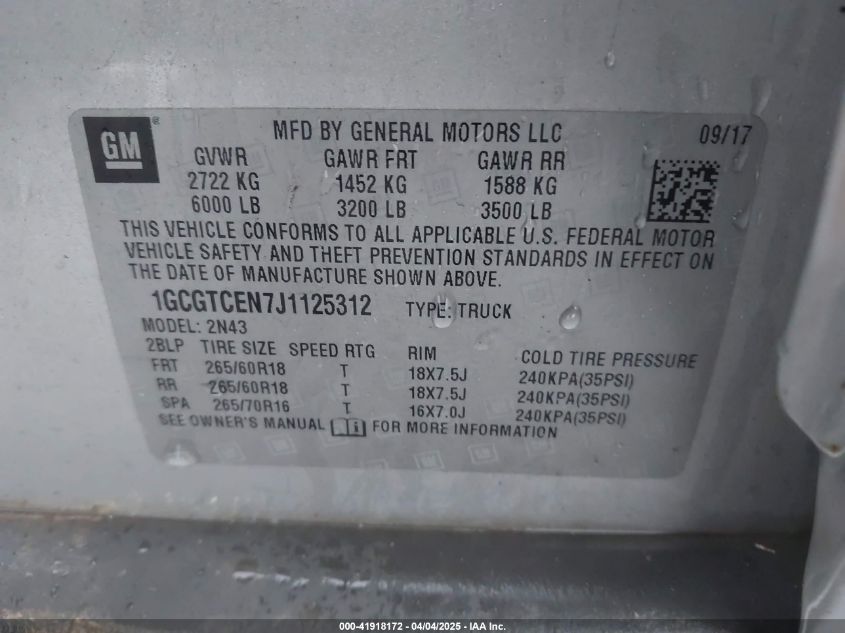 GM ® MFD BY GENERAL MOTORS LLC 09/17
GVWR GAWR FRT GAWR RR
2722 KG 1452 KG 1588 KG
6000 LB 3200 LB 3500 LB
THIS VEHICLE CONFORMS TO ALL APPLICABLE U.S. FEDERAL MOTOR
VEHICLE SAFETY AND THEFT PREVENTION STANDARDS IN EFFECT ON
THE DATE OF MANUFACTURE SHOWN ABOVE.
1GCGTCEN7J1125312 TYPE: TRUCK
MODEL: 2N43
2BLP TIRE SIZE SPEED RTG RIM COLD TIRE PRESSURE
FRT 265/60R18 T 18X7.5J 240KPA(35PSI)
RR 265/60R18 T 18X7.5J 240KPA(35PSI)
SPA 265/70R16 T 16X7.0J 240KPA(35PSI)
SEE OWNER'S MANUAL i FOR MORE INFORMATION
000-41918172 - 04/04/2025 - IAA Inc.